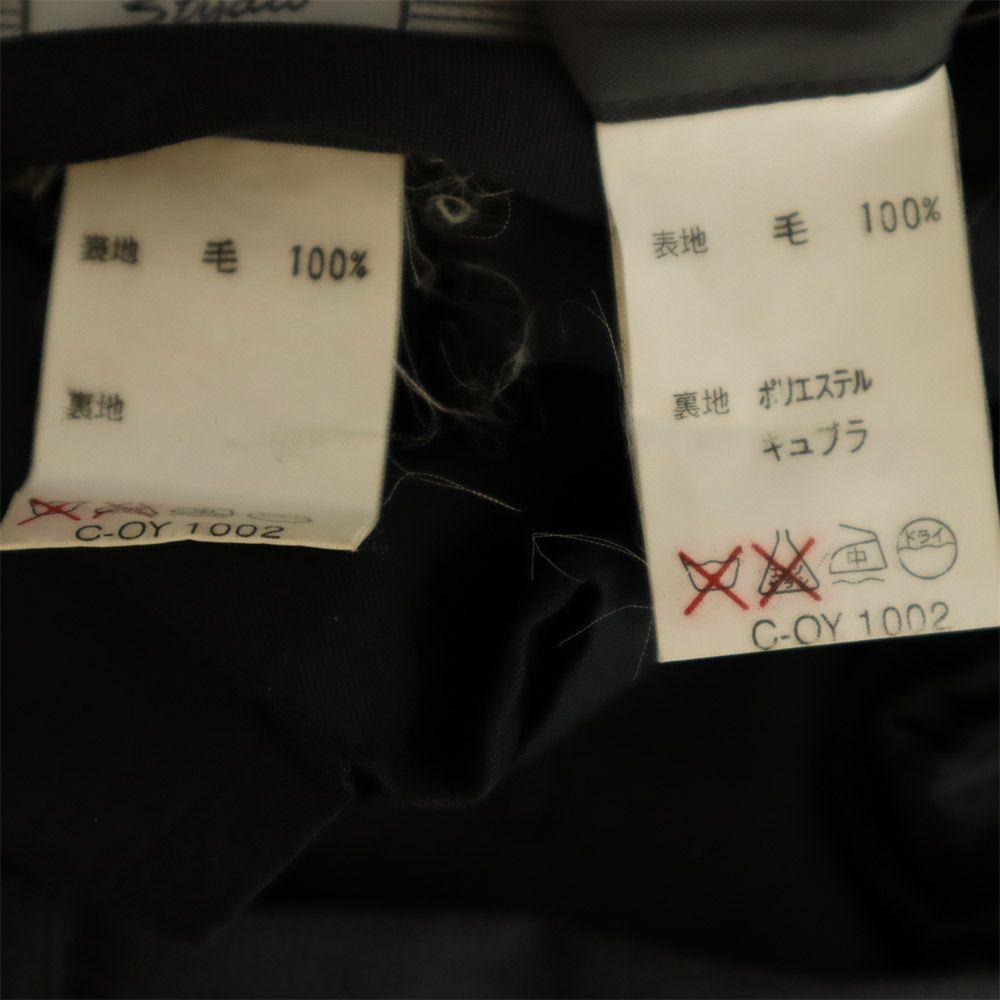 Studio
表地 毛 100%
裏地
C-OY 1002
表地 毛 100%
裏地 ポリエステル
キュプラ
中
ドライ
C-OY 1002